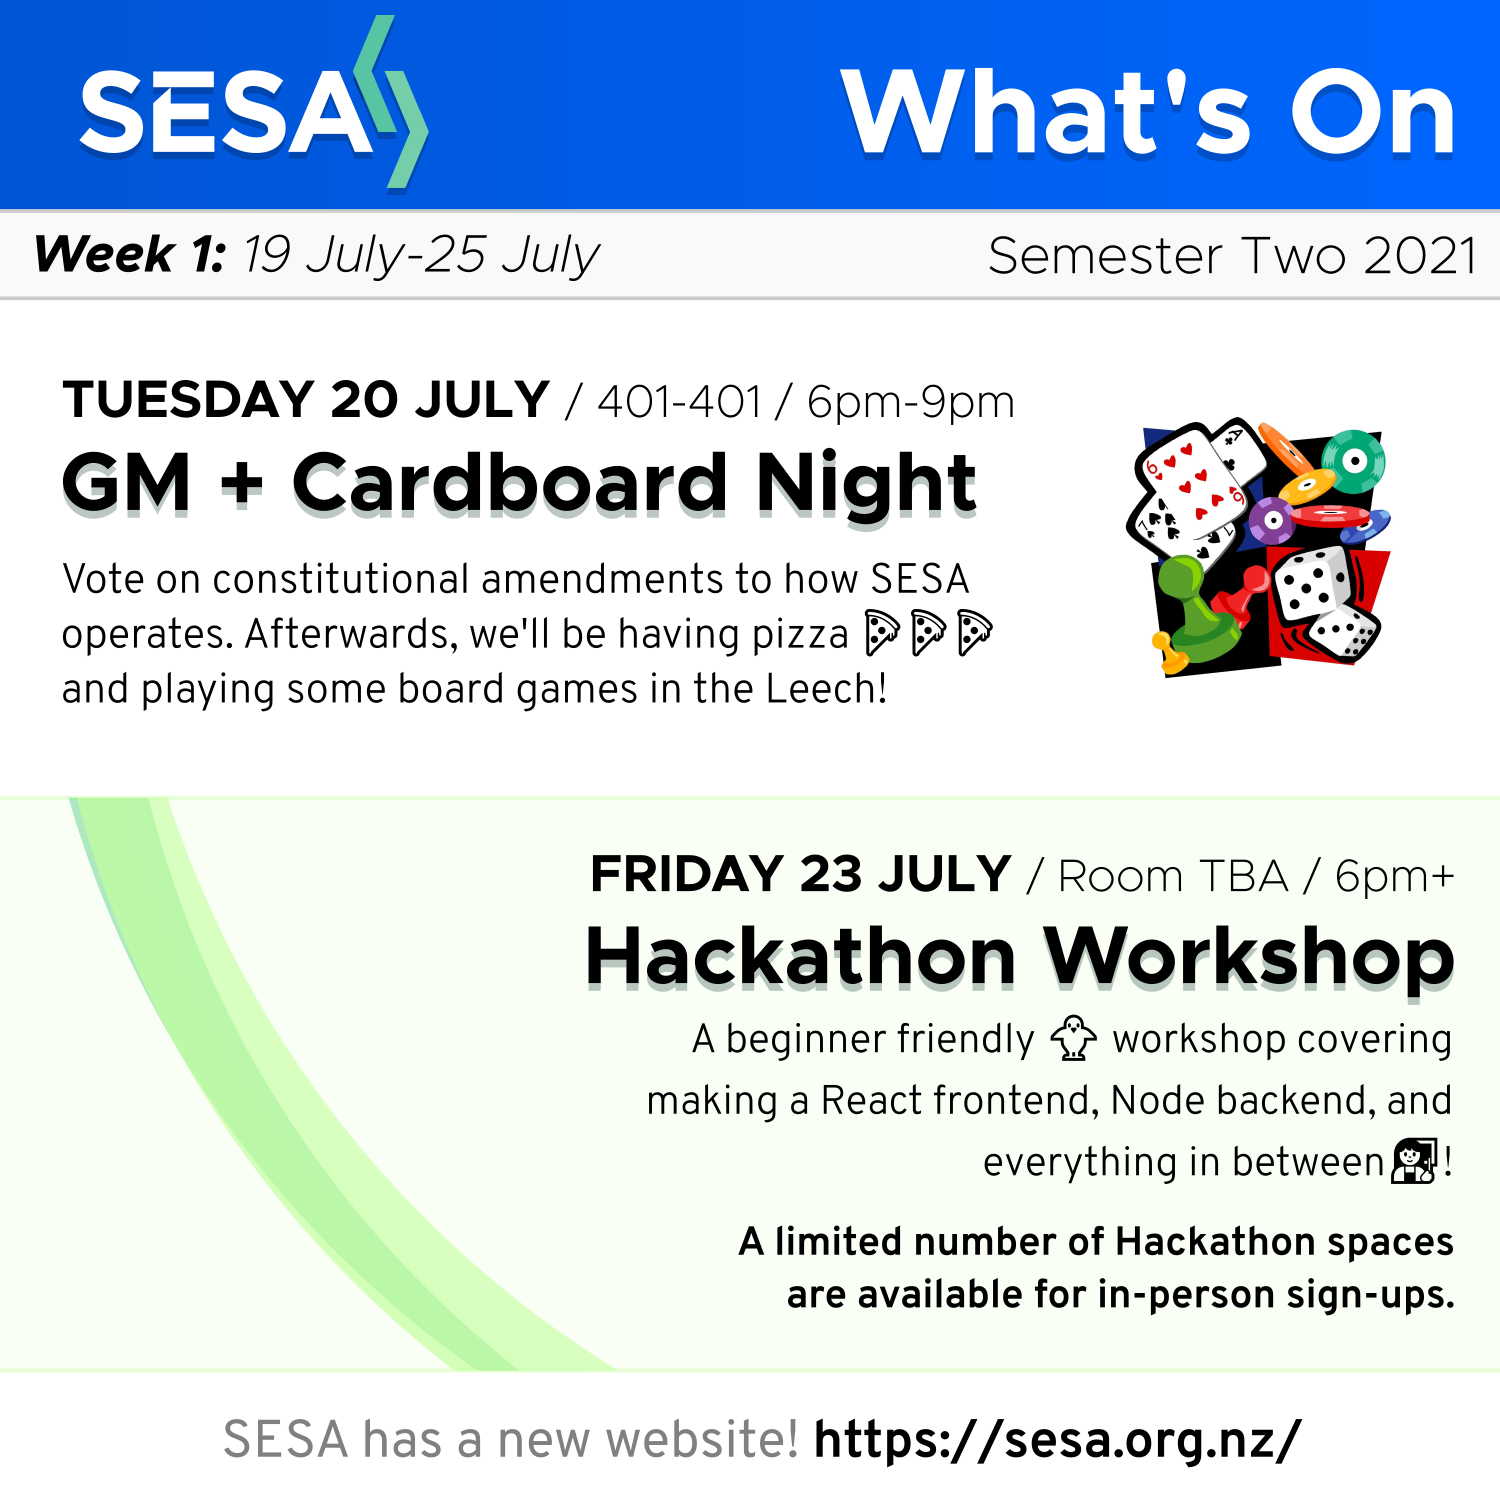 SESA
What's On
Week 1: 19 July-25 July
Semester Two 2021
TUESDAY 20 JULY / 401-401 / 6pm-9pm
GM + Cardboard Night
Vote on constitutional amendments to how SESA
operates. Afterwards, we'll be having pizza 
and playing some board games in the Leech!
FRIDAY 23 JULY / Room TBA / 6pm+
Hackathon Workshop
A beginner friendly workshop covering
making a React frontend, Node backend, and
everything in between!
A limited number of Hackathon spaces
are available for in-person sign-ups.
SESA has a new website! https://sesa.org.nz/